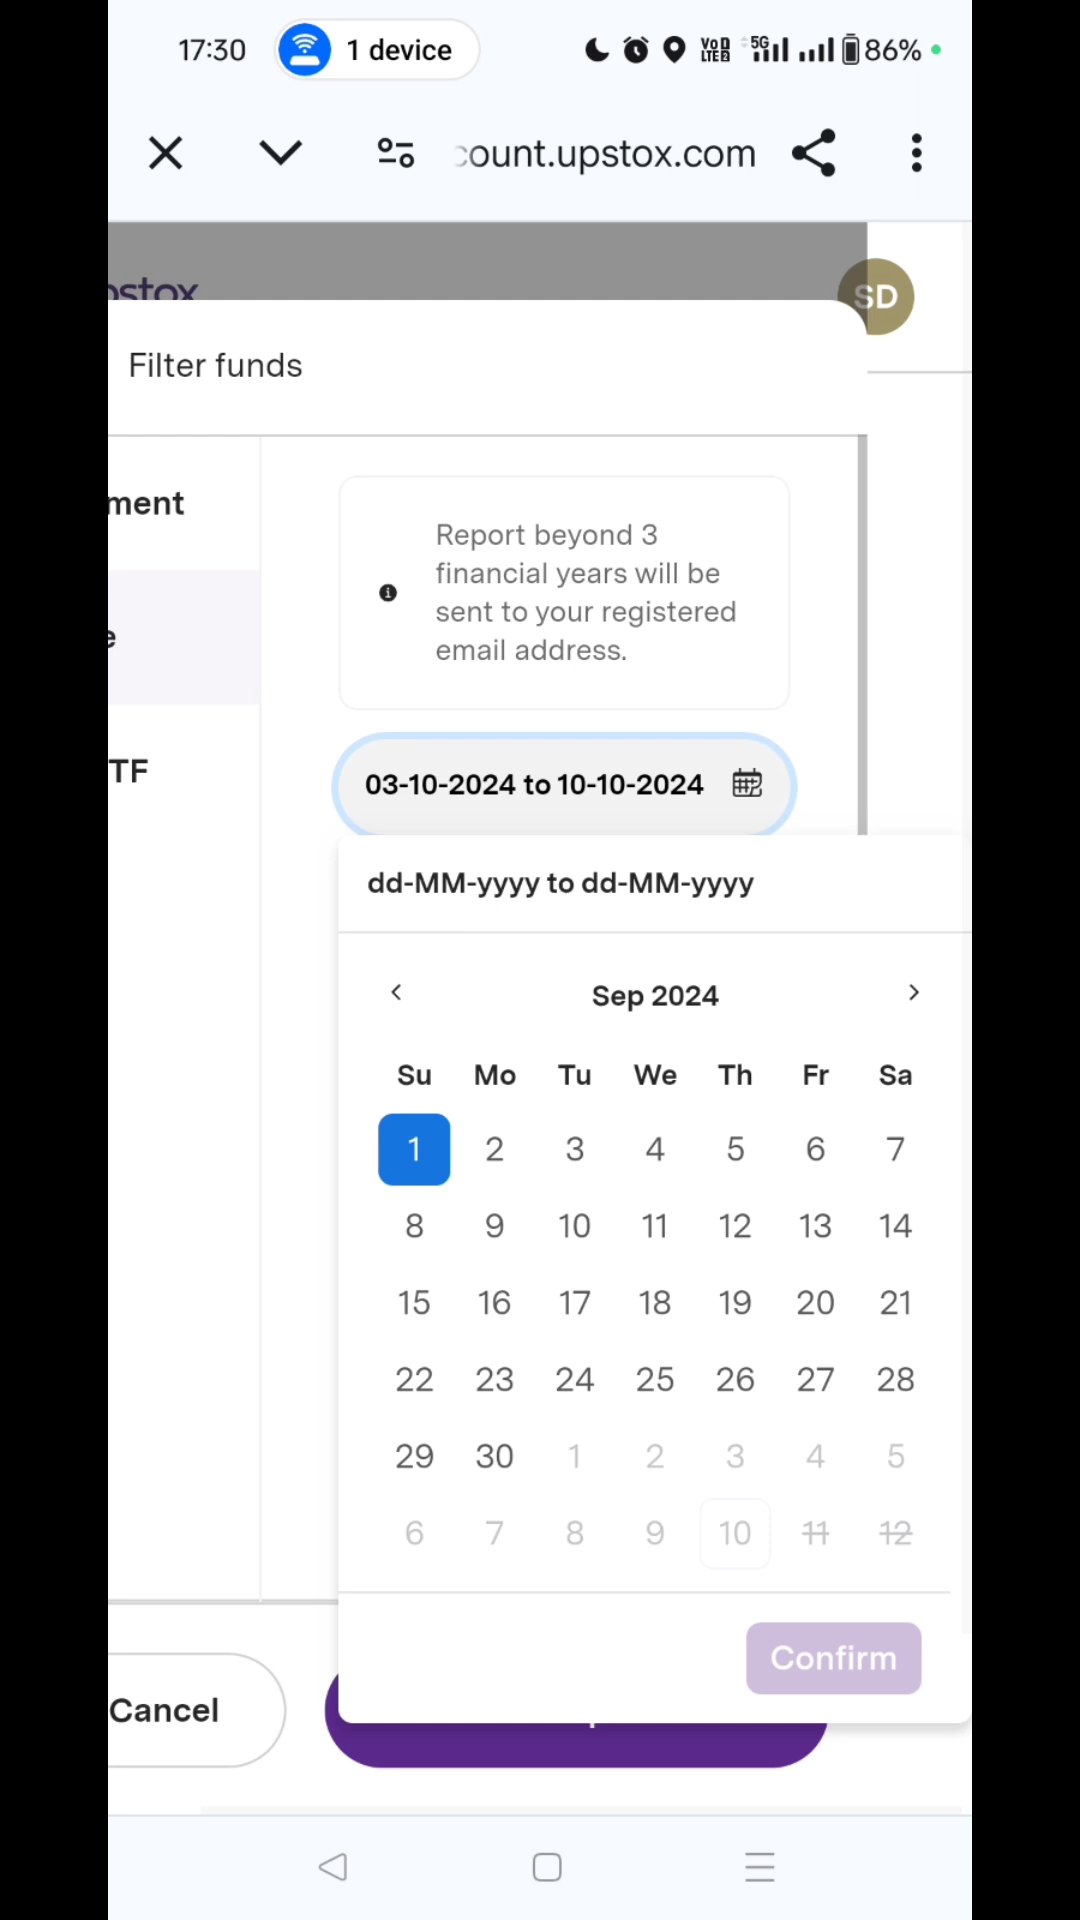 17:30 1 device 5G 86%
count.upstox.com
pstox SD
Filter funds
ment
Report beyond 3
financial years will be
sent to your registered
email address.
e
TF
03-10-2024 to 10-10-2024
dd-MM-yyyy to dd-MM-yyyy
Sep 2024
Su Mo Tu We Th Fr Sa
1 2 3 4 5 6 7
8 9 10 11 12 13 14
15 16 17 18 19 20 21
22 23 24 25 26 27 28
29 30 1 2 3 4 5
6 7 8 9 10 11 12
Confirm
Cancel